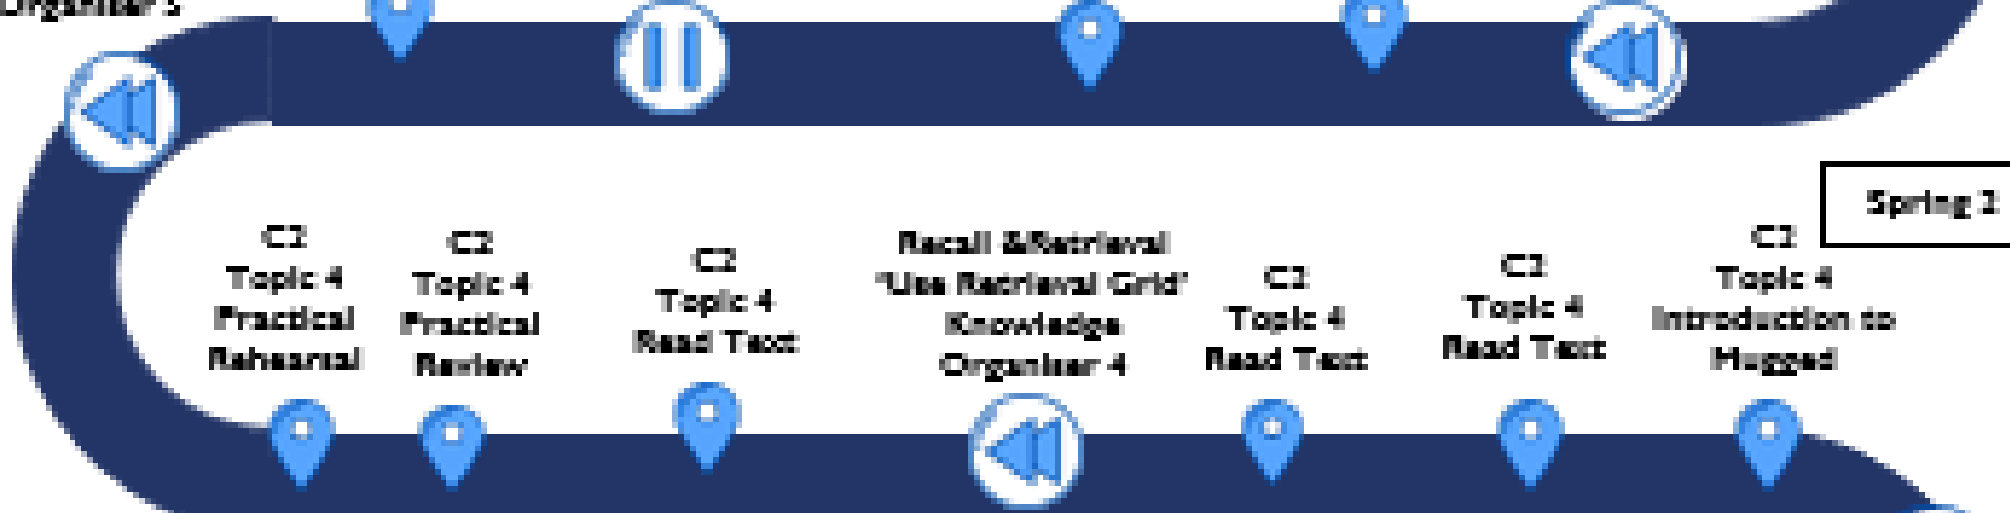 Organiser 5
Spring 2
C2
Topic 4
Practical
Rehearsal
C2
Topic 4
Practical
Review
C2
Topic 4
Read Text
Recall &Retrieval
'Use Retrieval Grid'
Knowledge
Organiser 4
C2
Topic 4
Read Text
C2
Topic 4
Read Text
C2
Topic 4
Introduction to
Mugged